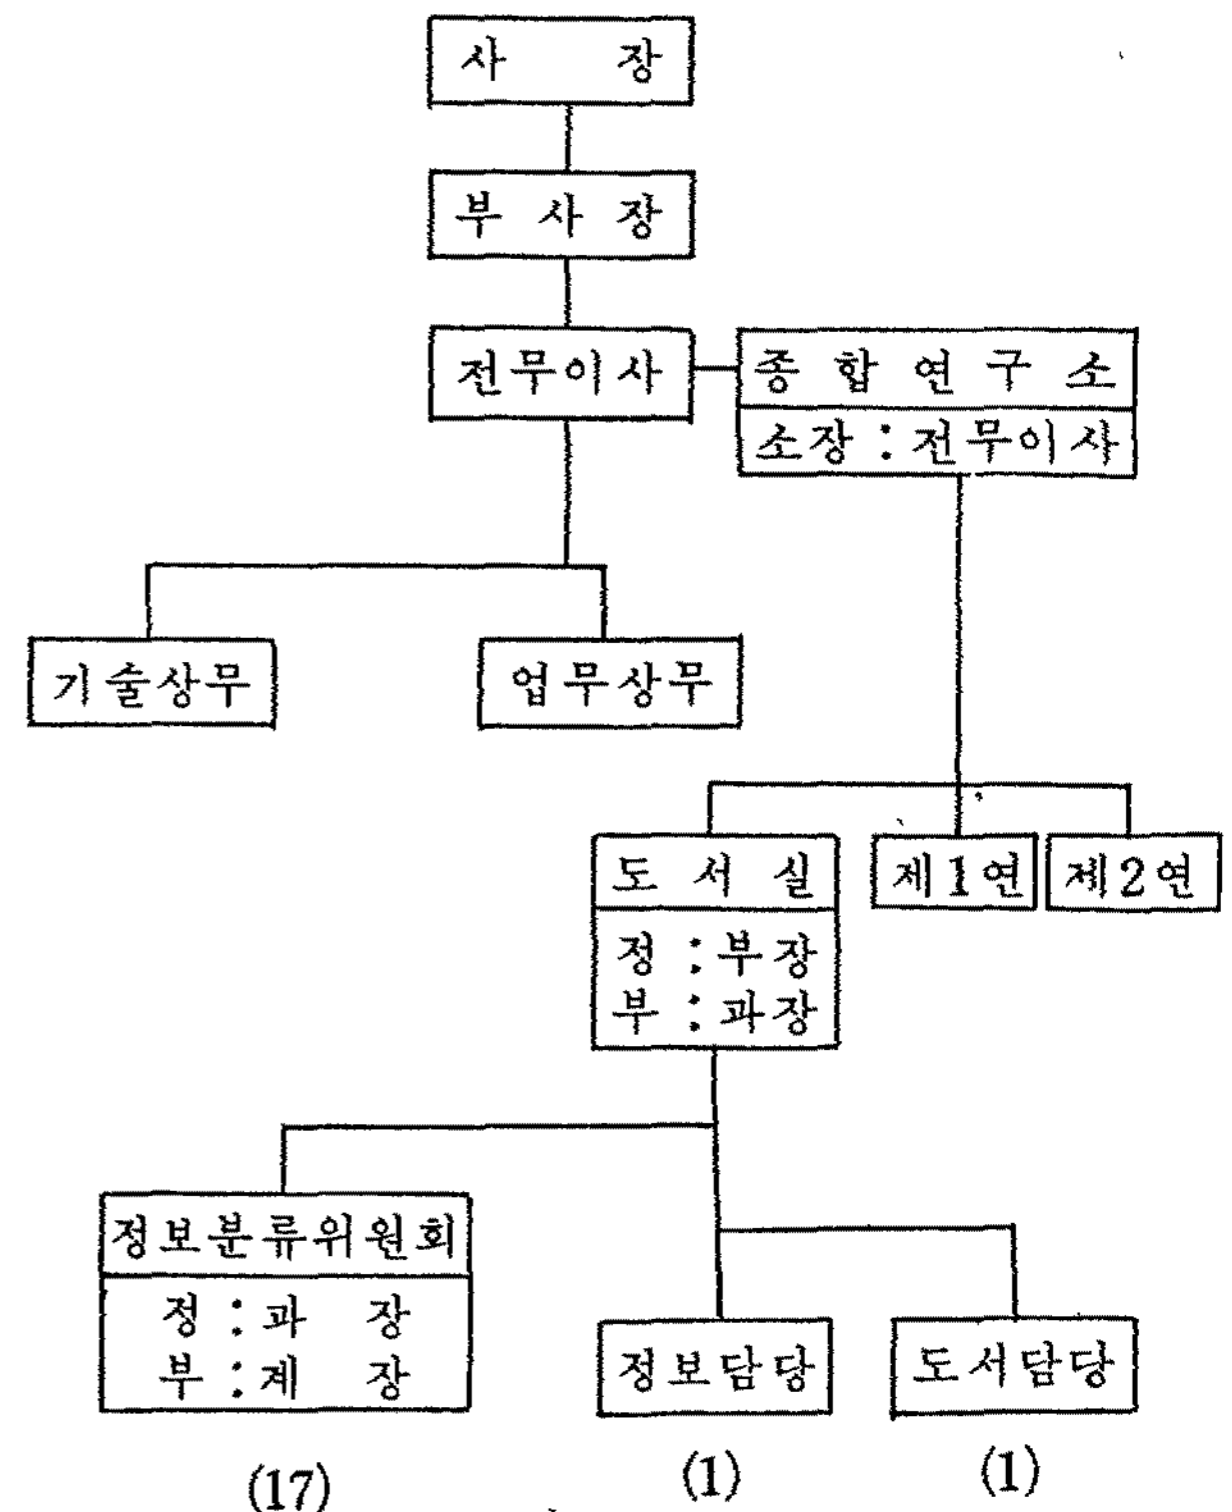 사 장
부 사 장
전무이사
종 합 연 구 소
소장 : 전무이사
기술상무
업무상무
도 서 실
정 : 부장
부 : 과장
제1연
제2연
정보분류위원회
정 : 과 장
부 : 계 장
정보담당
도서담당
(17)
(1)
(1)